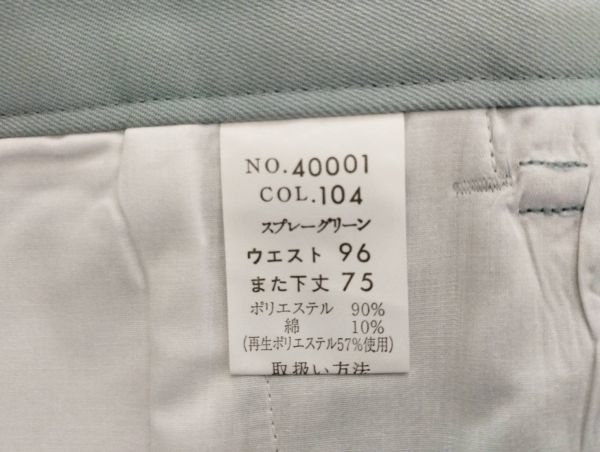 NO.40001
COL.104
スプレーグリーン
ウエスト 96
また下丈 75
ポリエステル 90%
綿 10%
(再生ポリエステル57%使用)
取扱い方法